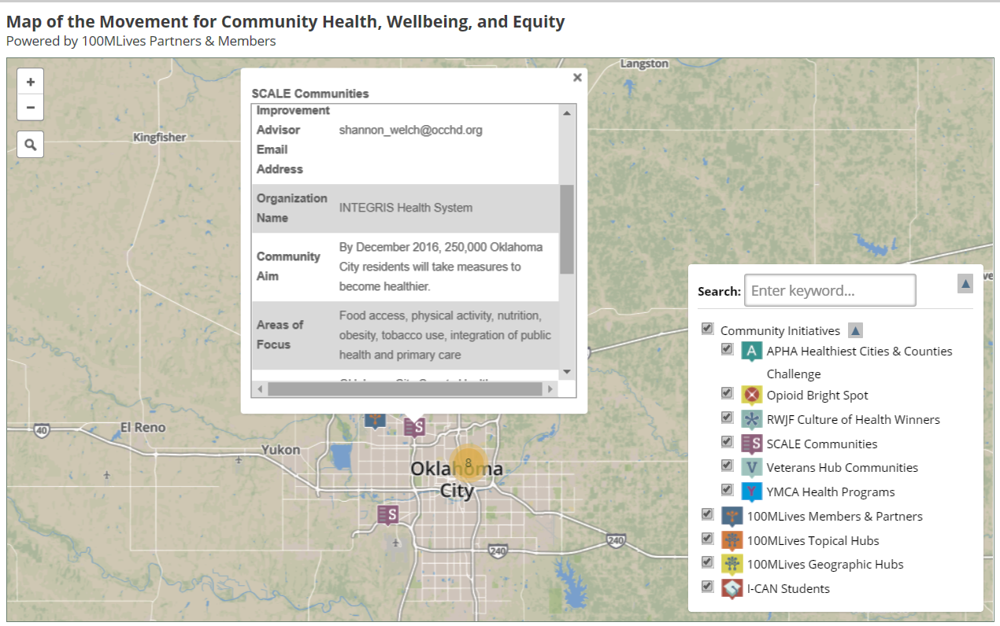 Map of the Movement for Community Health, Wellbeing, and Equity
Powered by 100MLives Partners & Members
Langston
+
−
Kingfisher
×
SCALE Communities
Improvement
Advisor
Email
Address
shannon_welch@occhd.org
Organization
Name
INTEGRIS Health System
Community
Aim
By December 2016, 250,000 Oklahoma
City residents will take measures to
become healthier.
Areas of
Focus
Food access, physical activity, nutrition,
obesity, tobacco use, integration of public
health and primary care
40
El Reno
Yukon
S
8
Oklahoma
City
S
240
240
Search:
Enter keyword...
Community Initiatives
A APHA Healthiest Cities & Counties
Challenge
Opioid Bright Spot
RWJF Culture of Health Winners
S SCALE Communities
V Veterans Hub Communities
Y YMCA Health Programs
100MLives Members & Partners
100MLives Topical Hubs
100MLives Geographic Hubs
I-CAN Students